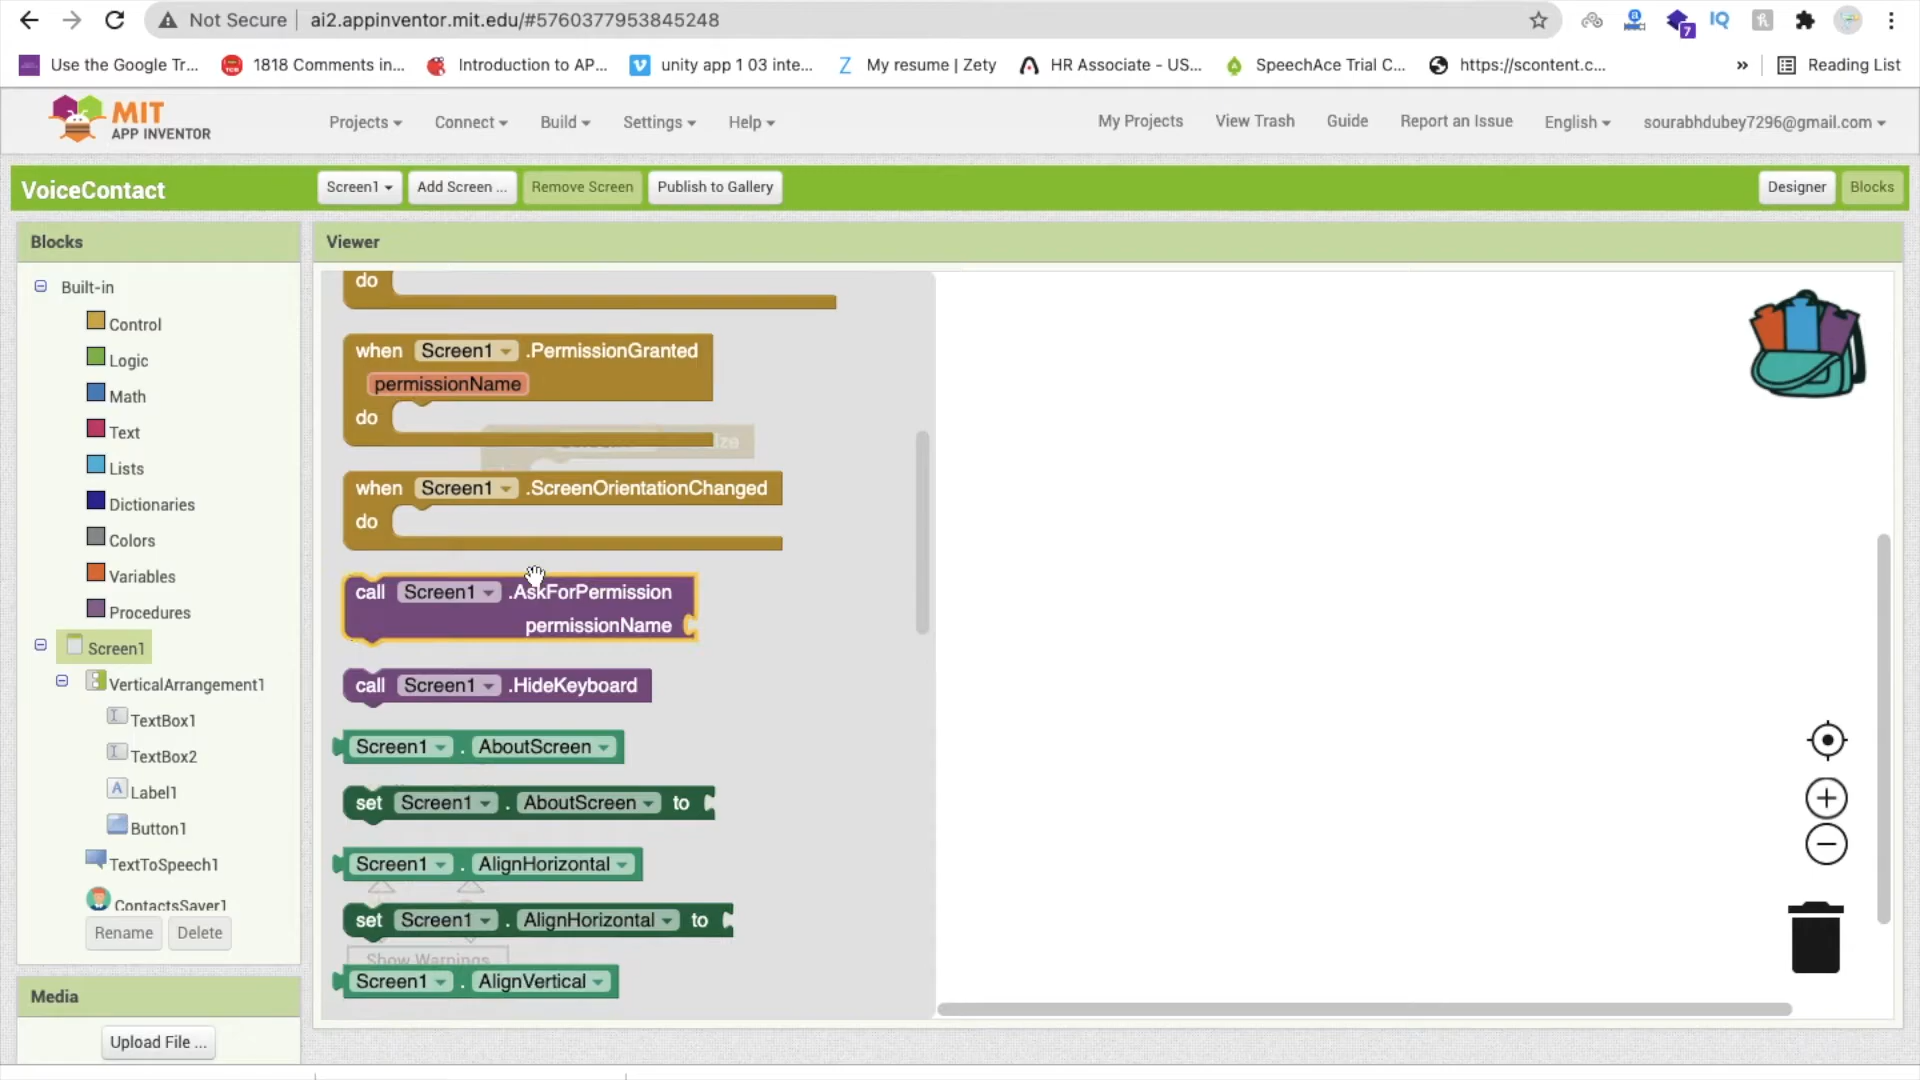 Not Secure | ai2.appinventor.mit.edu/#5760377953845248
7
IQ
Use the Google Tr...
1818 Comments in...
Introduction to AP...
unity app 1 03 inte...
My resume | Zety
HR Associate - US...
SpeechAce Trial C...
https://scontent.c...
»
Reading List
MIT
APP INVENTOR
Projects
Connect
Build
Settings
Help
My Projects
View Trash
Guide
Report an Issue
English
sourabhdubey7296@gmail.com
VoiceContact
Screen1
Add Screen ...
Remove Screen
Publish to Gallery
Designer
Blocks
Blocks
Viewer
Built-in
Control
Logic
Math
Text
Lists
Dictionaries
Colors
Variables
Procedures
Screen1
VerticalArrangement1
TextBox1
TextBox2
Label1
Button1
TextToSpeech1
ContactsSaver1
Rename
Delete
Media
Upload File ...
do
when Screen1 .PermissionGranted
permissionName
do
when Screen1 .ScreenOrientationChanged
do
call Screen1 .AskForPermission
permissionName
call Screen1 .HideKeyboard
Screen1 . AboutScreen
set Screen1 . AboutScreen to
Screen1 . AlignHorizontal
set Screen1 . AlignHorizontal to
Show Warnings
Screen1 . AlignVertical